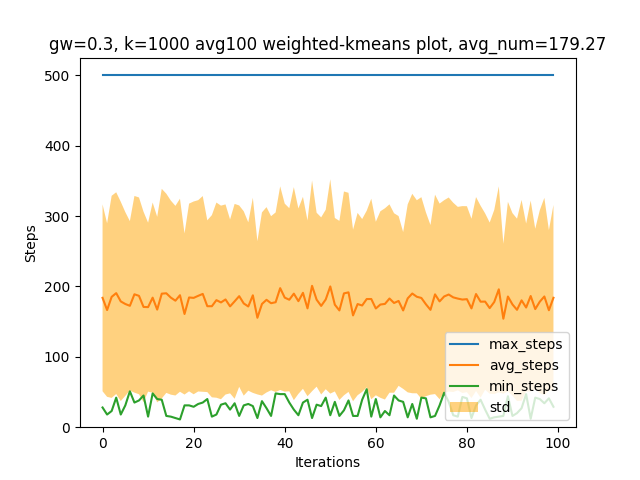 gw=0.3, k=1000 avg100 weighted-kmeans plot, avg_num=179.27
500
400
300
200
100
0
Steps
max_steps
avg_steps
min_steps
std
0 20 40 60 80 100
Iterations